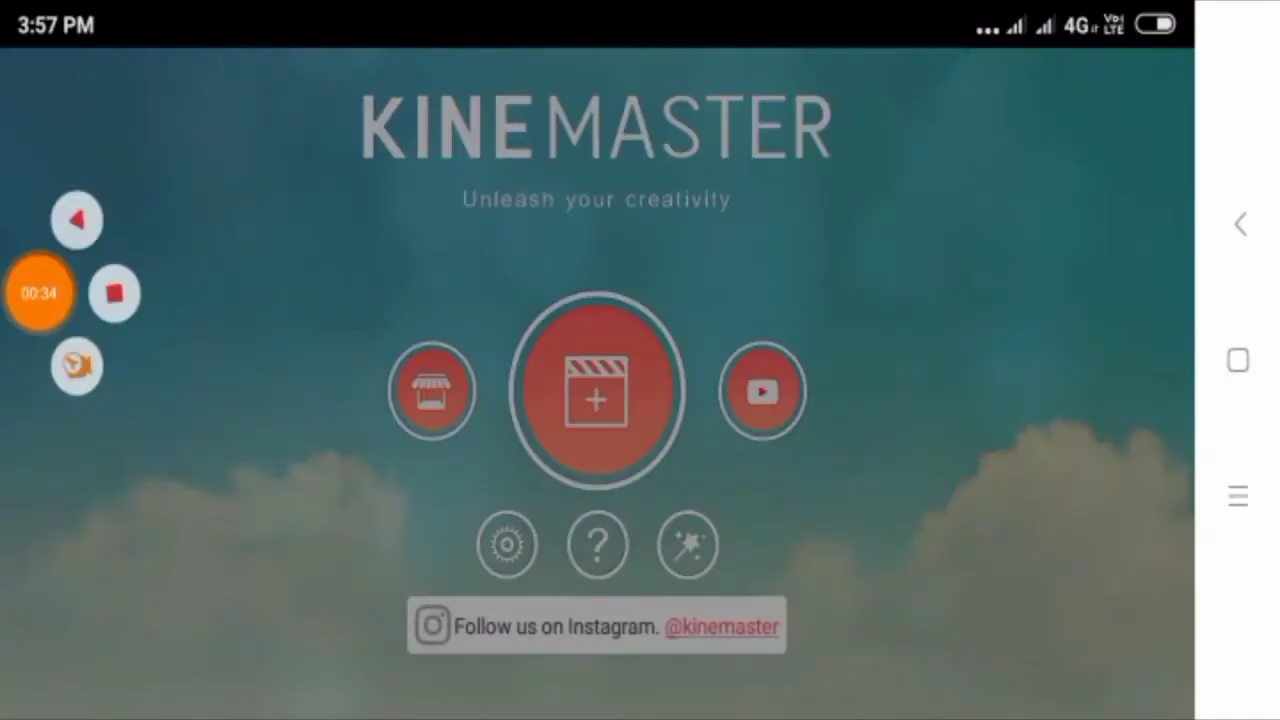 3:57 PM
4G
Vo
LTE
KINEMASTER
Unleash your creativity
00:34
Follow us on Instagram. @kinemaster